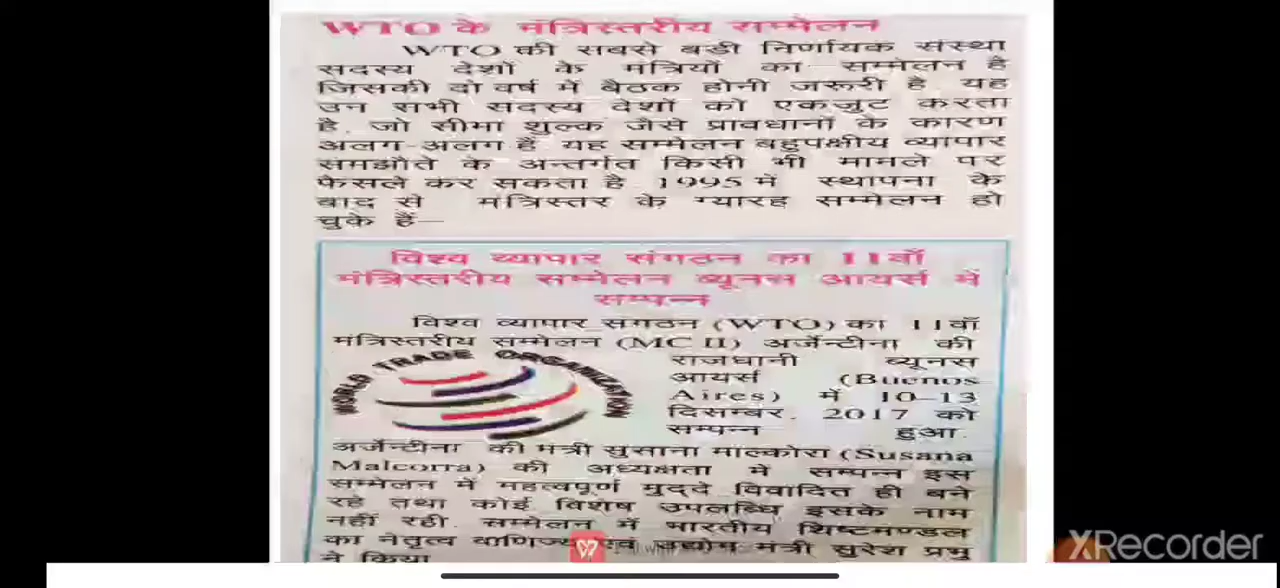 WTO के मंत्रिस्तरीय सम्मेलन
WTO की सबसे बड़ी निर्णायक संस्था
सदस्य देशों के मंत्रियों का सम्मेलन है
जिसकी दो वर्ष में बैठक होनी जरूरी है. यह
उन सभी सदस्य देशों को एकजुट करता
है, जो सीमा शुल्क जैसे प्रावधानों के कारण
अलग-अलग हैं यह सम्मेलन बहुपक्षीय व्यापार
समझौते के अन्तर्गत किसी भी मामले पर
फैसले कर सकता है 1995 में स्थापना के
बाद से मंत्रिस्तर के ग्यारह सम्मेलन हो
चुके हैं—
विश्व व्यापार संगठन का 11वाँ
मंत्रिस्तरीय सम्मेलन ब्यूनस आयर्स में
सम्पन्न
विश्व व्यापार संगठन (WTO) का 11वाँ
मंत्रिस्तरीय सम्मेलन (MC II) अर्जेन्टीना की
WORLD TRADE ORGANIZATION
राजधानी ब्यूनस
आयर्स (Buenos
Aires) में 10-13
दिसम्बर, 2017 को
सम्पन्न हुआ.
अर्जेन्टीना की मंत्री सुसाना माल्कोरा (Susana
Malcorra) की अध्यक्षता में सम्पन्न इस
सम्मेलन में महत्वपूर्ण मुद्दे विवादित ही बने
रहे तथा कोई विशेष उपलब्धि इसके नाम
नहीं रही. सम्मेलन में भारतीय शिष्टमण्डल
का नेतृत्व वाणिज्य एवं उद्योग मंत्री सुरेश प्रभु
ने किया
XRecorder